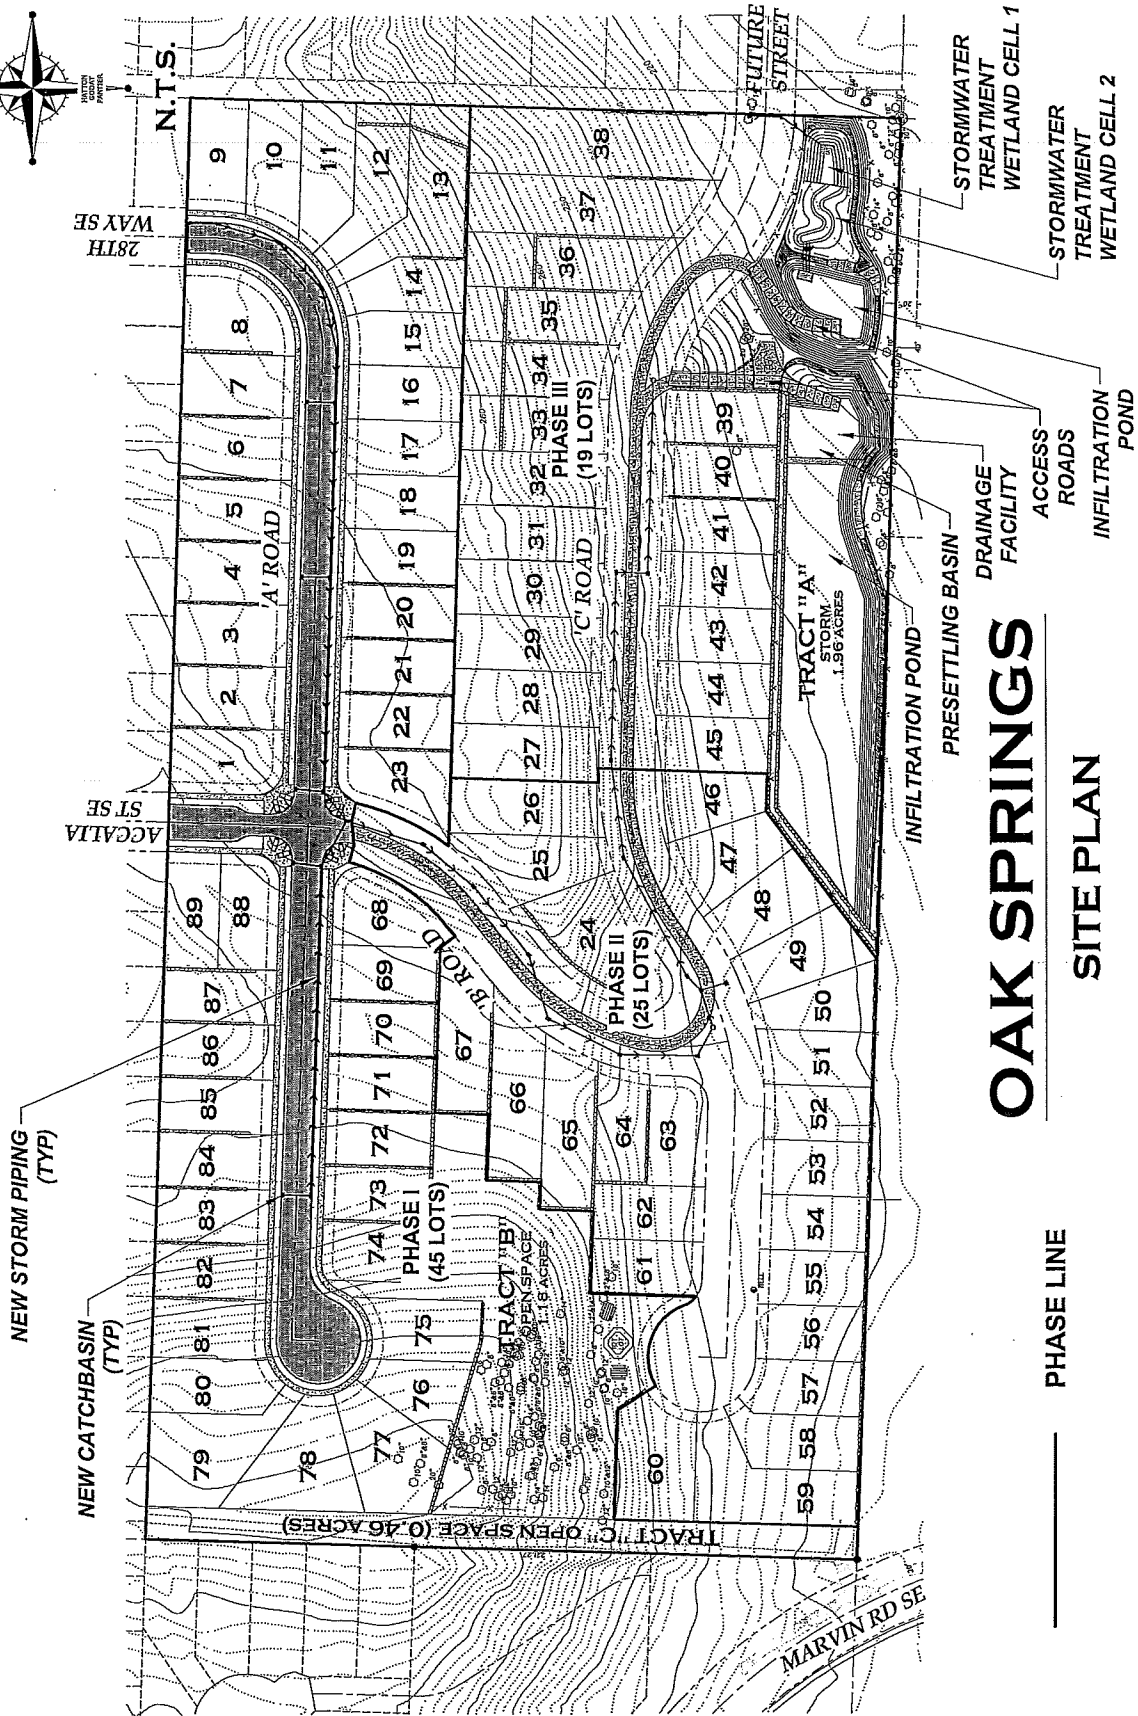 N.T.S.
HATTON
GODAT
PANTIER
28TH
WAY SE
ACCALIA
ST SE
NEW STORM PIPING
(TYP)
NEW CATCHBASIN
(TYP)
79
80
81
82
83
84
85
86
87
88
89
1
2
3
4
5
6
7
8
9
10
11
12
13
'A' ROAD
78
77
76
75
74
73
72
71
70
69
68
23
22
21
20
19
18
17
16
15
14
PHASE I
(45 LOTS)
'B' ROAD
67
66
65
64
63
62
61
60
TRACT "B"
OPEN SPACE
1.18 ACRES
TRACT "C" OPEN SPACE (0.46 ACRES)
PHASE II
(25 LOTS)
24
25
26
27
28
29
30
31
32
33
34
35
36
37
38
PHASE III
(19 LOTS)
'C' ROAD
FUTURE
STREET
59
58
57
56
55
54
53
52
51
50
49
48
47
46
45
44
43
42
41
40
39
TRACT "A"
STORM
1.96 ACRES
MARVIN RD SE
INFILTRATION POND
PRESETTLING BASIN
DRAINAGE
FACILITY
ACCESS
ROADS
INFILTRATION
POND
STORMWATER
TREATMENT
WETLAND CELL 2
STORMWATER
TREATMENT
WETLAND CELL 1
PHASE LINE
OAK SPRINGS
SITE PLAN